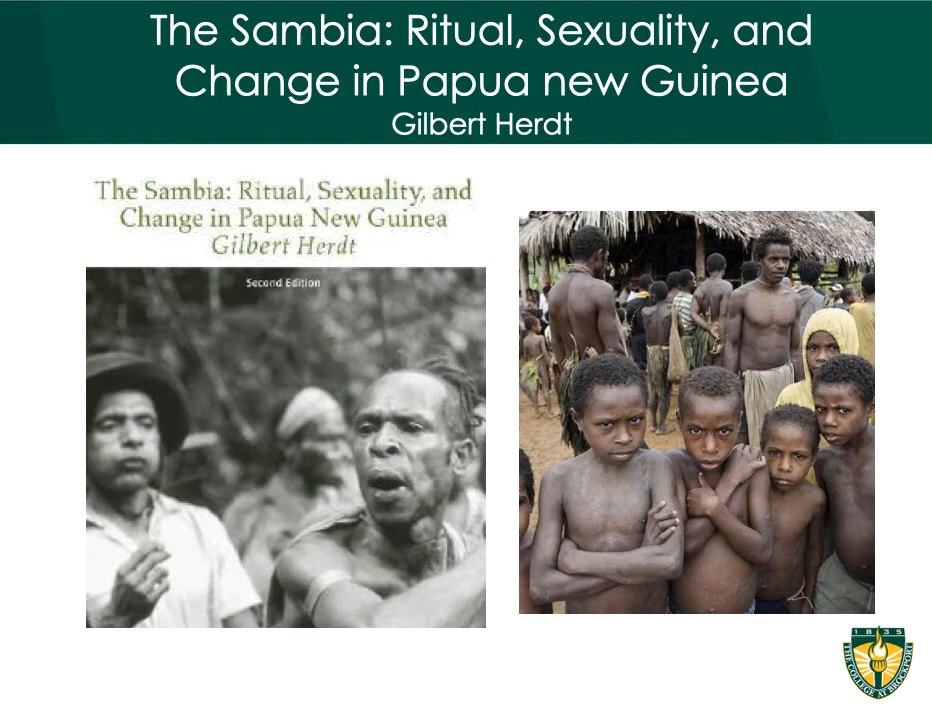 The Sambia: Ritual, Sexuality, and
Change in Papua new Guinea
Gilbert Herdt
The Sambia: Ritual, Sexuality, and
Change in Papua New Guinea
Gilbert Herdt
Second Edition
1835
THE COLLEGE AT BROCKPORT